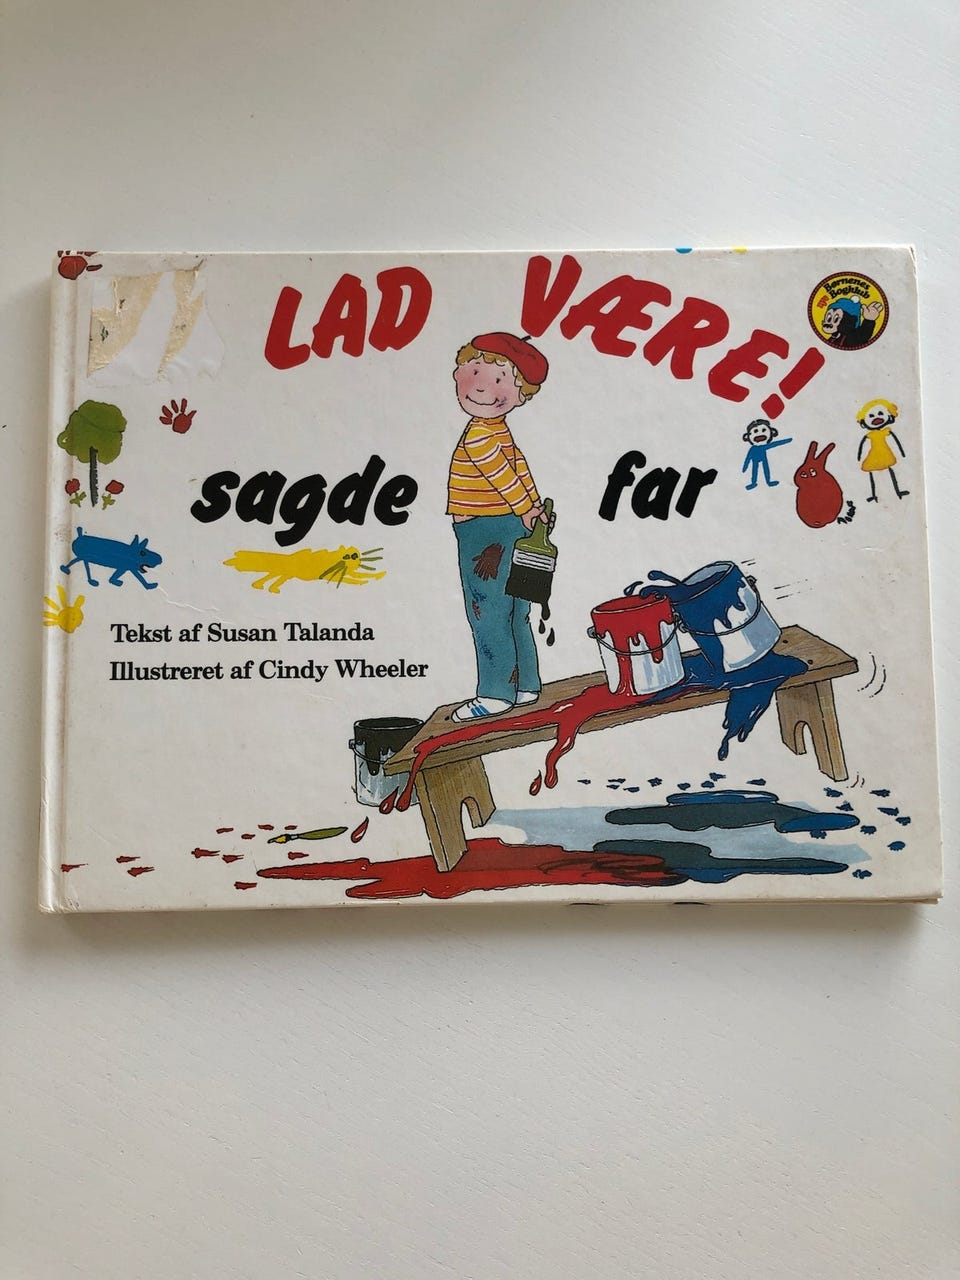 LAD VÆRE!
sagde far
Børnenes
Bogklub
Tekst af Susan Talanda
Illustreret af Cindy Wheeler